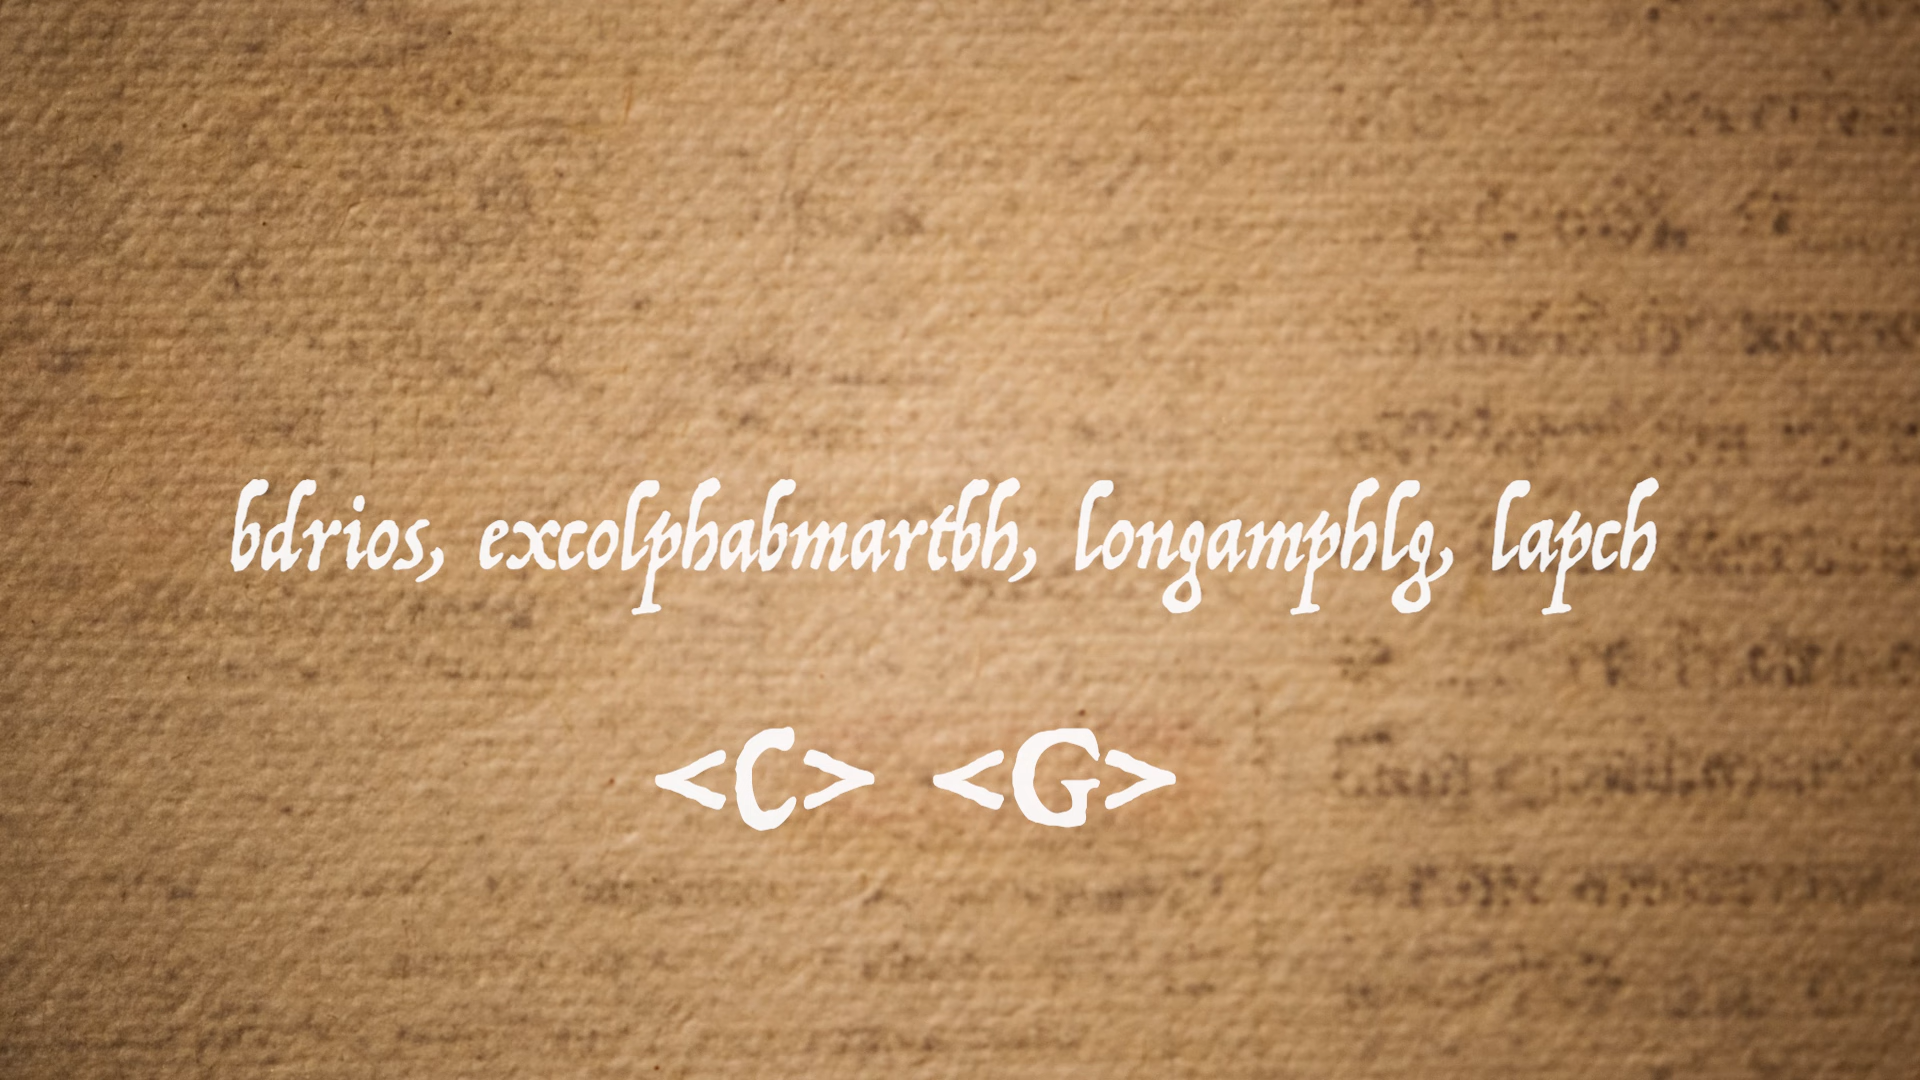 bdrios, excolphabmartbh, longamphlg, lapch
<C> <G>